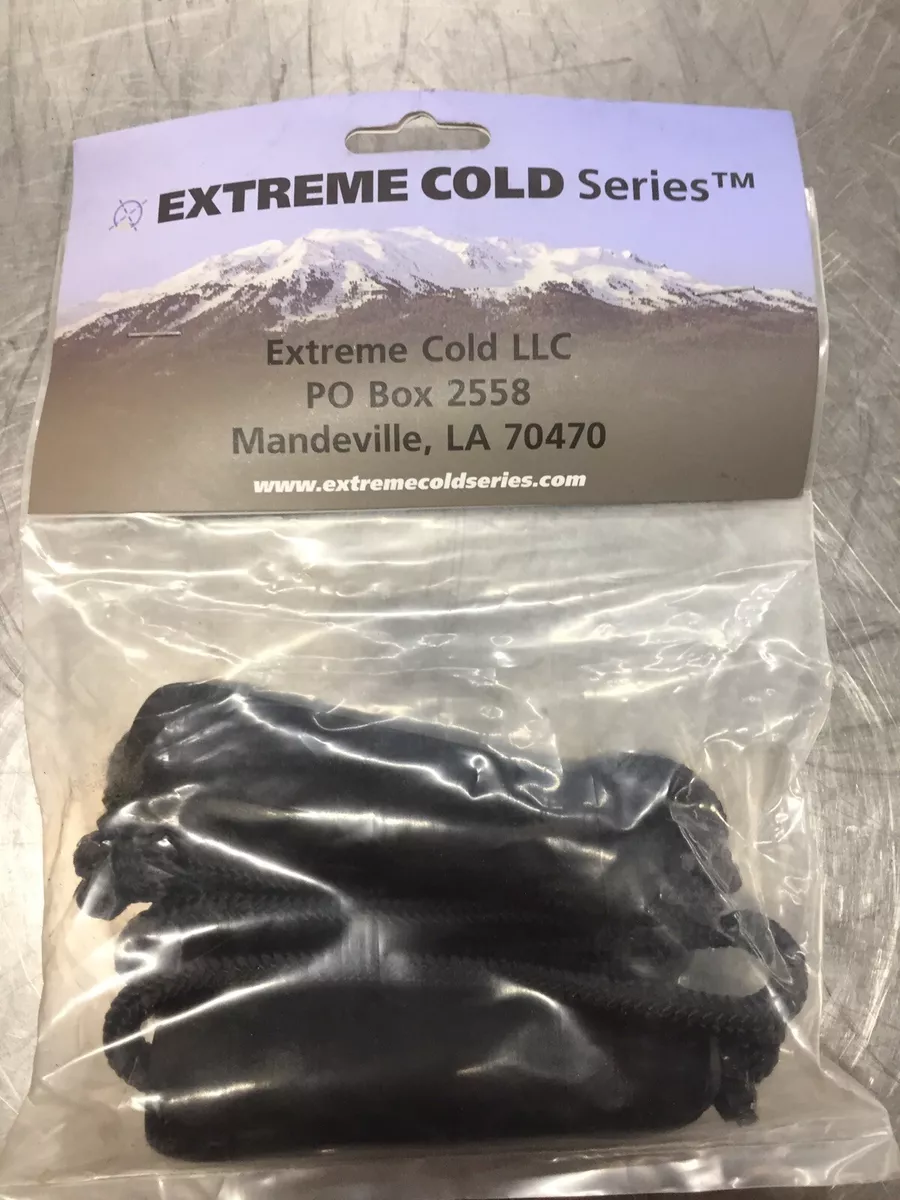 EXTREME COLD Series™
Extreme Cold LLC
PO Box 2558
Mandeville, LA 70470
www.extremecoldseries.com